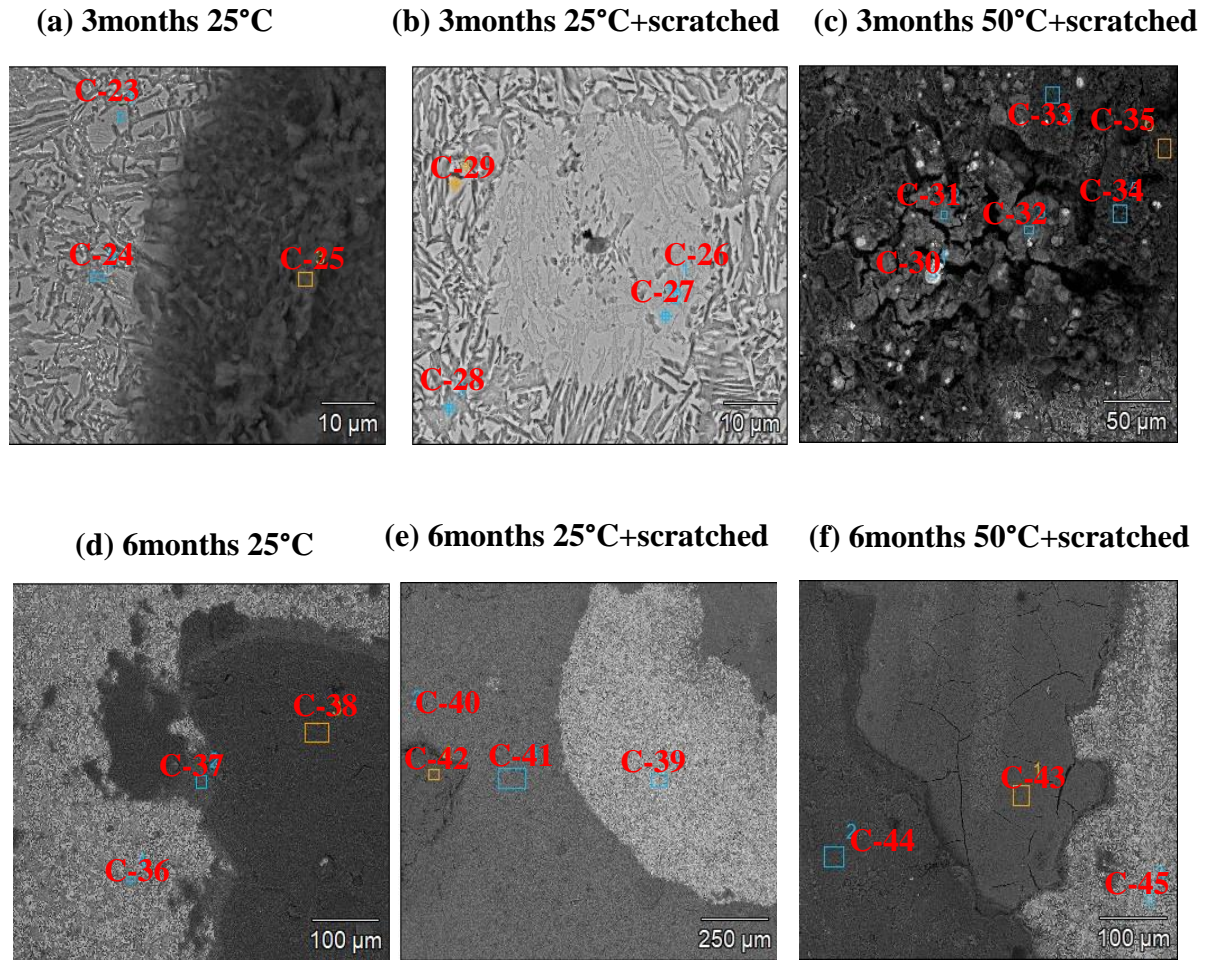 (a) 3months 25°C
(b) 3months 25°C+scratched
(c) 3months 50°C+scratched
C-23
C-24
C-25
10 µm
C-29
C-26
C-27
C-28
10 µm
C-33
C-35
C-31
C-32
C-34
C-30
50 µm
(d) 6months 25°C
(e) 6months 25°C+scratched
(f) 6months 50°C+scratched
C-38
C-37
C-36
100 µm
C-40
C-42
C-41
C-39
250 µm
1
C-43
2
C-44
C-45
100 µm